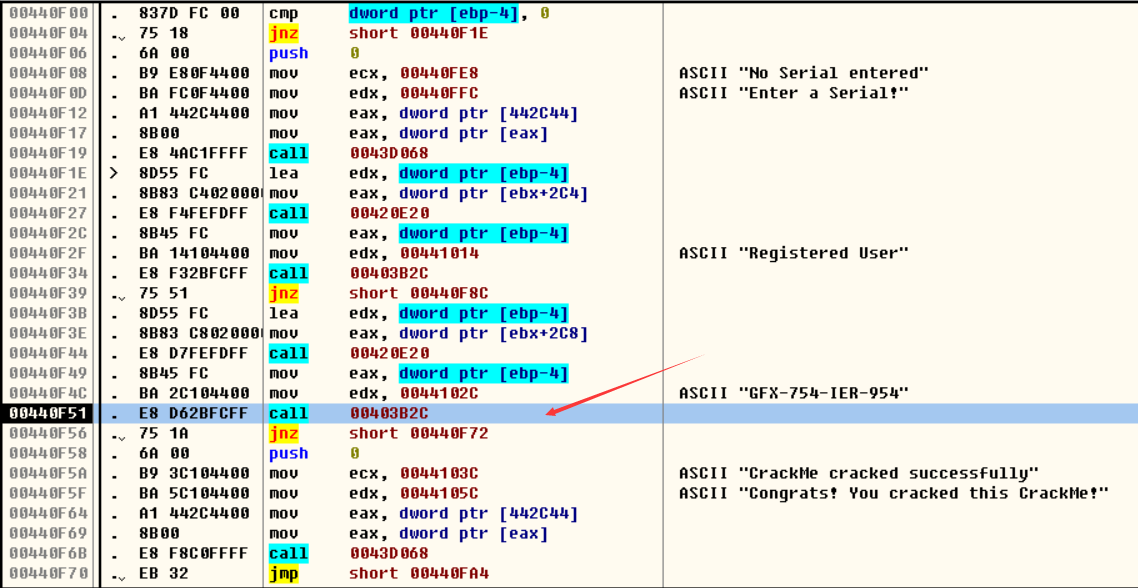 00440F00 . 837D FC 00 cmp dword ptr [ebp-4], 0
00440F04 .⌄ 75 18 jnz short 00440F1E
00440F06 . 6A 00 push 0
00440F08 . B9 E80F4400 mov ecx, 00440FE8 ASCII "No Serial entered"
00440F0D . BA FC0F4400 mov edx, 00440FFC ASCII "Enter a Serial!"
00440F12 . A1 442C4400 mov eax, dword ptr [442C44]
00440F17 . 8B00 mov eax, dword ptr [eax]
00440F19 . E8 4AC1FFFF call 0043D068
00440F1E > 8D55 FC lea edx, dword ptr [ebp-4]
00440F21 . 8B83 C402000 mov eax, dword ptr [ebx+2C4]
00440F27 . E8 F4FEFDFF call 00420E20
00440F2C . 8B45 FC mov eax, dword ptr [ebp-4]
00440F2F . BA 14104400 mov edx, 00441014 ASCII "Registered User"
00440F34 . E8 F32BFCFF call 00403B2C
00440F39 .⌄ 75 51 jnz short 00440F8C
00440F3B . 8D55 FC lea edx, dword ptr [ebp-4]
00440F3E . 8B83 C802000 mov eax, dword ptr [ebx+2C8]
00440F44 . E8 D7FEFDFF call 00420E20
00440F49 . 8B45 FC mov eax, dword ptr [ebp-4]
00440F4C . BA 2C104400 mov edx, 0044102C ASCII "GFX-754-IER-954"
00440F51 . E8 D62BFCFF call 00403B2C
00440F56 .⌄ 75 1A jnz short 00440F72
00440F58 . 6A 00 push 0
00440F5A . B9 3C104400 mov ecx, 0044103C ASCII "CrackMe cracked successfully"
00440F5F . BA 5C104400 mov edx, 0044105C ASCII "Congrats! You cracked this CrackMe!"
00440F64 . A1 442C4400 mov eax, dword ptr [442C44]
00440F69 . 8B00 mov eax, dword ptr [eax]
00440F6B . E8 F8C0FFFF call 0043D068
00440F70 .⌄ EB 32 jmp short 00440FA4